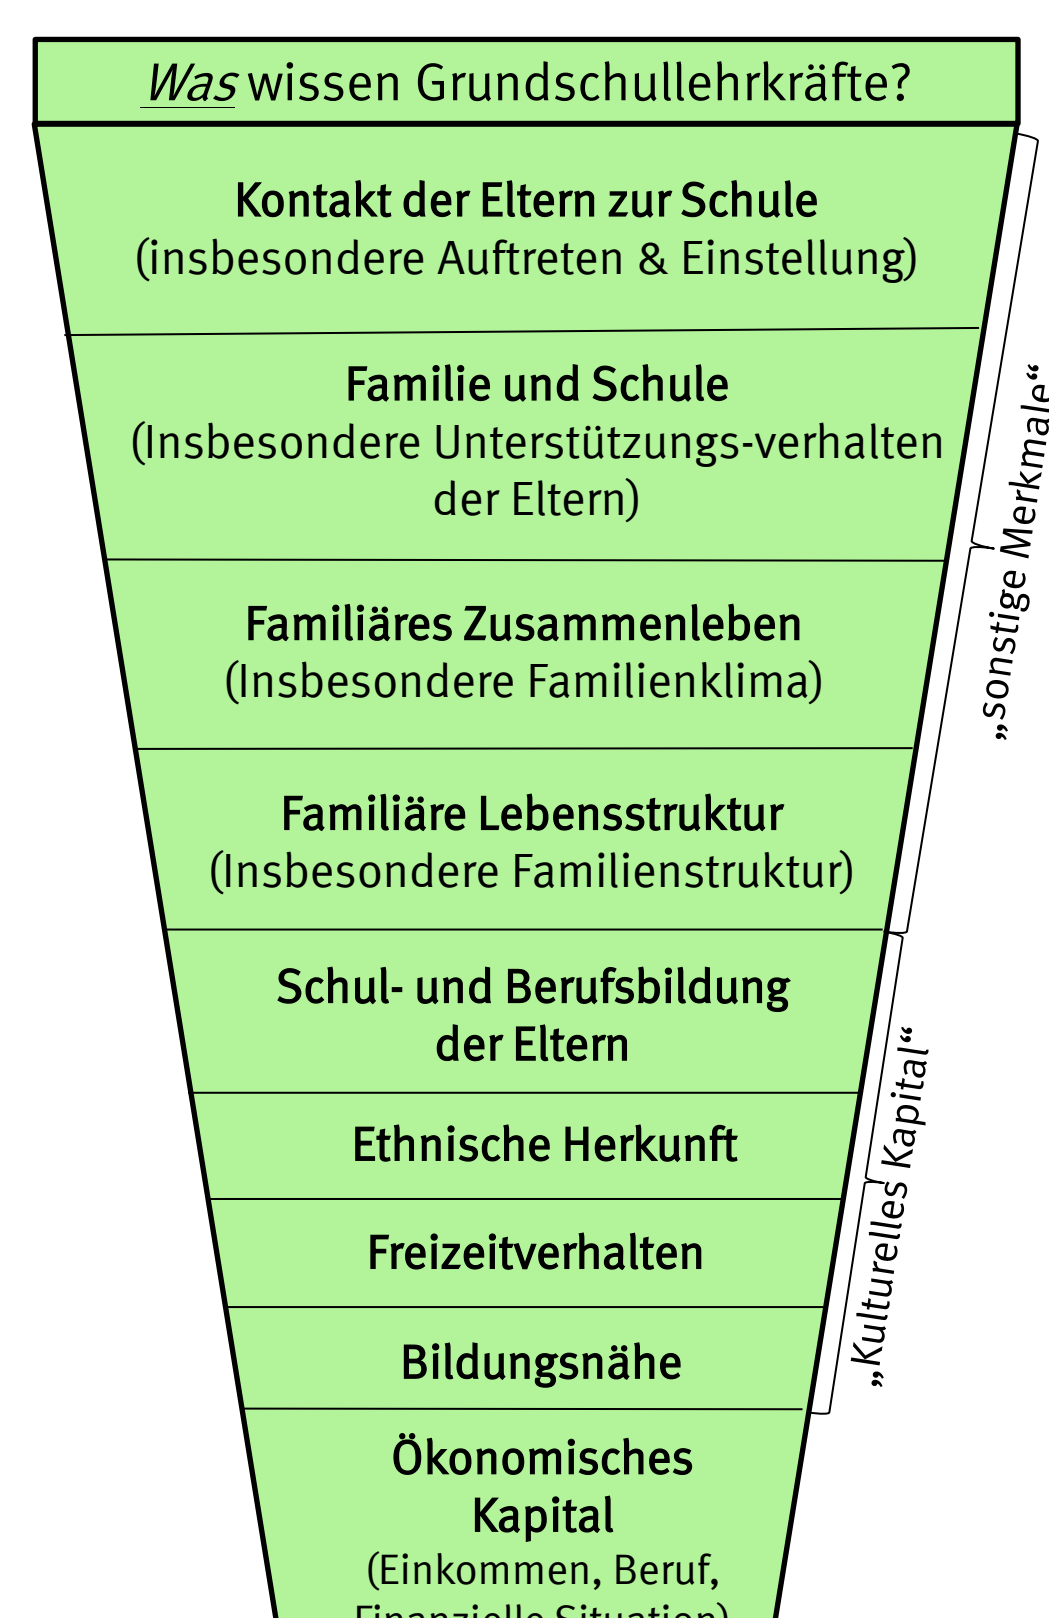 Was wissen Grundschullehrkräfte?
Kontakt der Eltern zur Schule
(insbesondere Auftreten & Einstellung)
Familie und Schule
(Insbesondere Unterstützungs-verhalten
der Eltern)
Familiäres Zusammenleben
(Insbesondere Familienklima)
Familiäre Lebensstruktur
(Insbesondere Familienstruktur)
„sonstige Merkmale“
Schul- und Berufsbildung
der Eltern
Ethnische Herkunft
Freizeitverhalten
Bildungsnähe
„Kulturelles Kapital“
Ökonomisches
Kapital
(Einkommen, Beruf,
Finanzielle Situation)